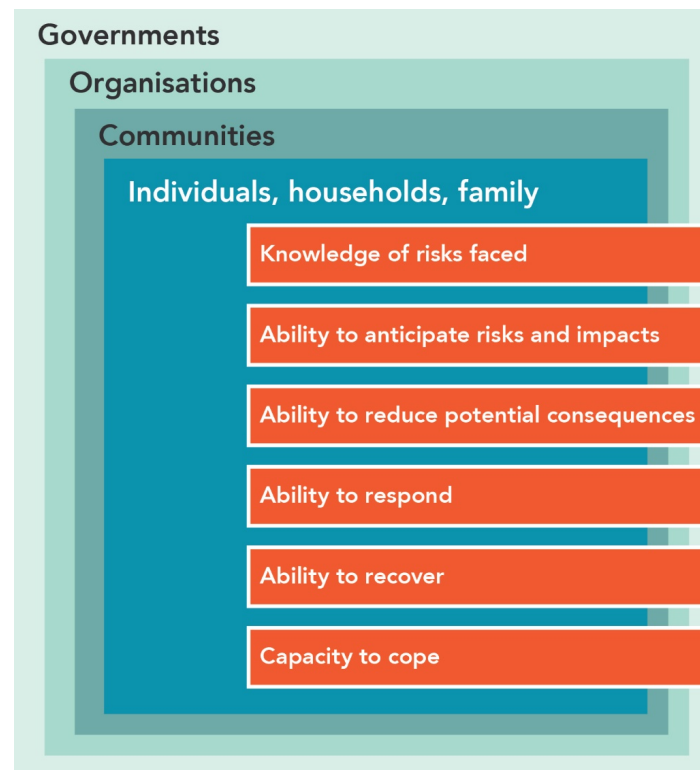 Governments
Organisations
Communities
Individuals, households, family
Knowledge of risks faced
Ability to anticipate risks and impacts
Ability to reduce potential consequences
Ability to respond
Ability to recover
Capacity to cope